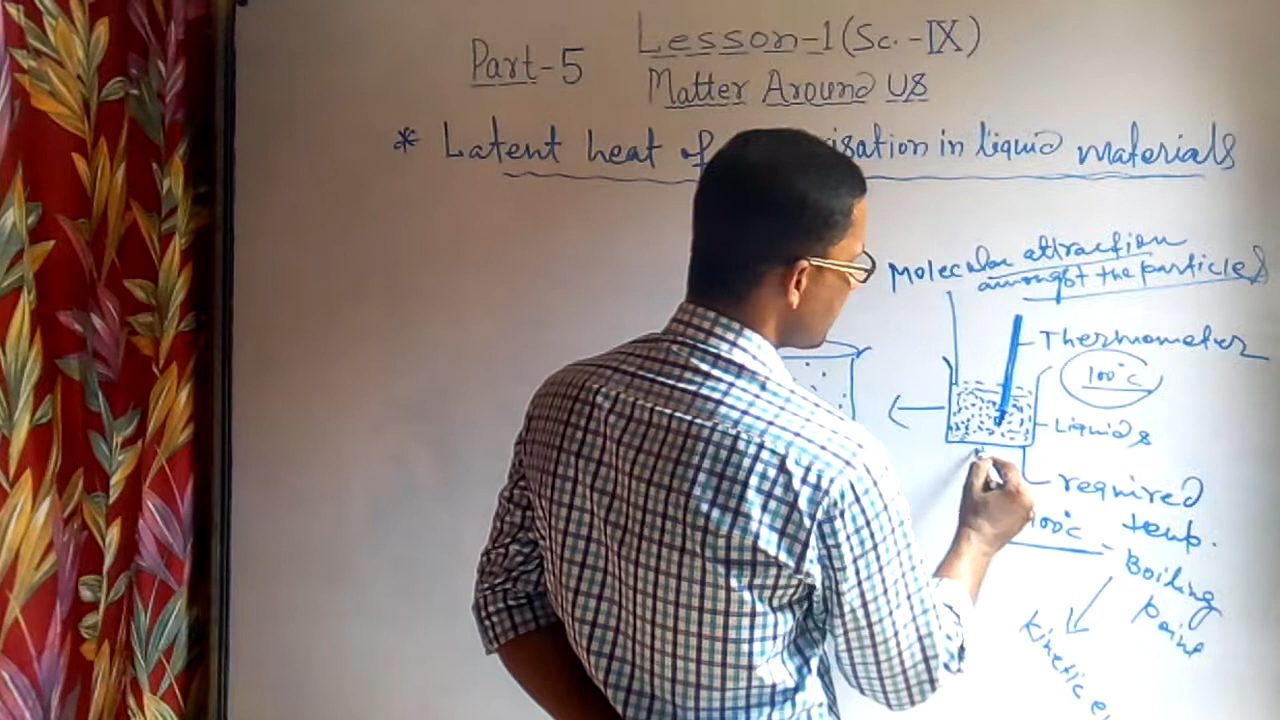 Part-5 Lesson-1 (Sc.-IX)
Matter Around us
* Latent heat of isation in liquid materials
Molecular attraction
amongst the particles
Thermometer
100°C
Liquids
required
temp.
100°C - Boiling
point
Kinetic e